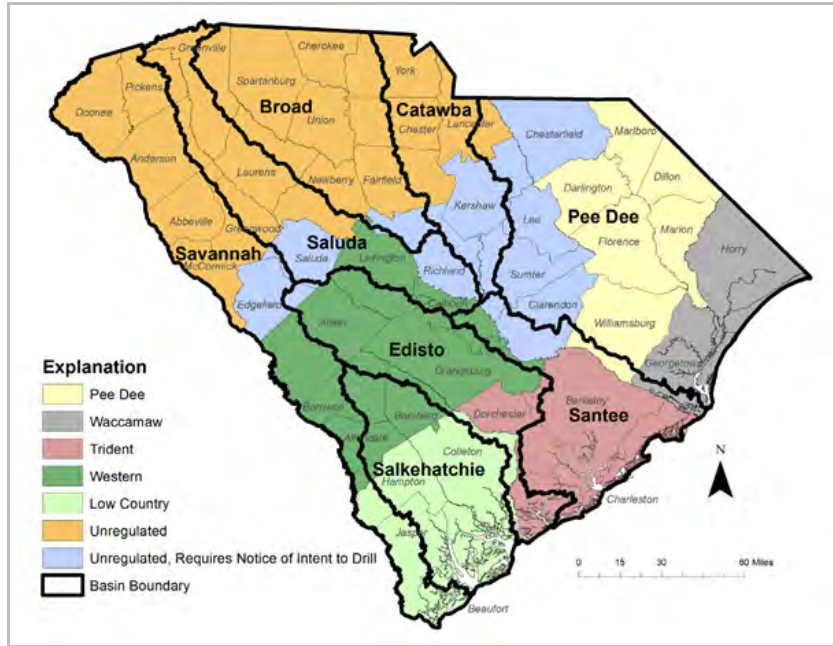 Greenville
Cherokee
York
Pickens
Spartanburg
Oconee
Broad
Catawba
Union
Chester
Lancaster
Chesterfield
Marlboro
Anderson
Dillon
Laurens
Newberry
Fairfield
Darlington
Kershaw
Lee
Pee Dee
Marion
Abbeville
Greenwood
Florence
Horry
Saluda
Savannah
Saluda
Lexington
McCormick
Richland
Sumter
Edgefield
Calhoun
Clarendon
Williamsburg
Aiken
Georgetown
Edisto
Explanation
Orangeburg
Pee Dee
Berkeley
Barnwell
Santee
Waccamaw
Bamberg
Dorchester
Trident
Allendale
N
Colleton
Western
Salkehatchie
Hampton
Low Country
Charleston
Unregulated
Jasper
Unregulated, Requires Notice of Intent to Drill
0 15 30 60 Miles
Basin Boundary
Beaufort